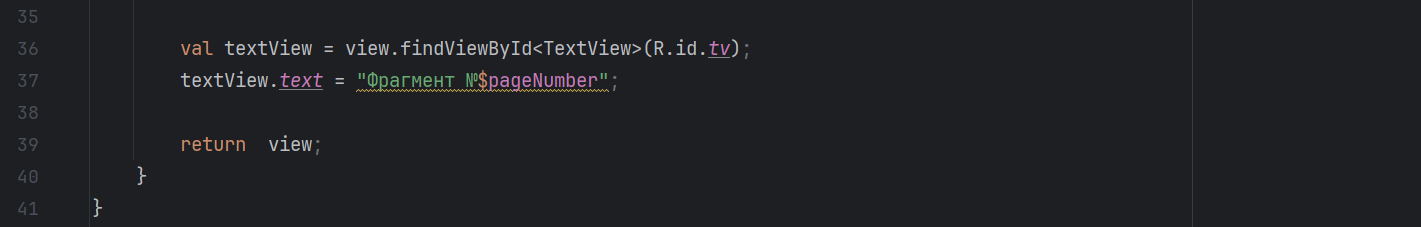 35
36 val textView = view.findViewById<TextView>(R.id.tv);
37 textView.text = "Фрагмент №$pageNumber";
38
39 return  view;
40 }
41 }